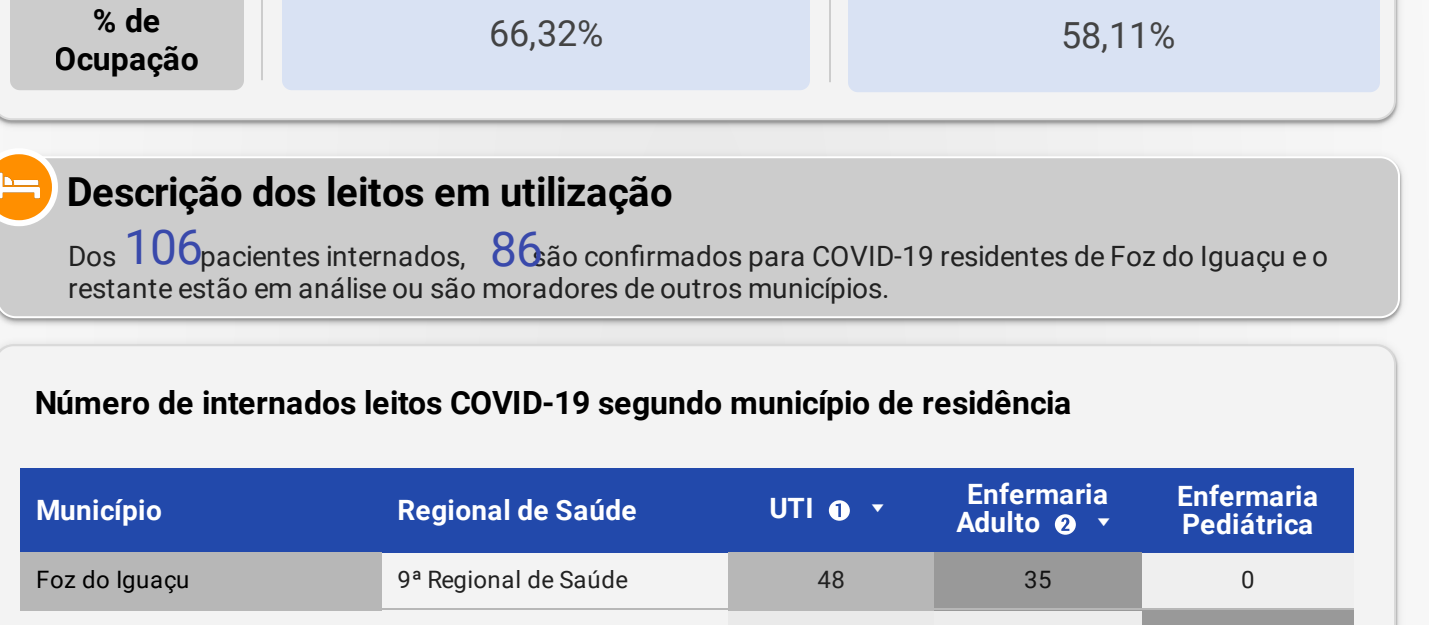 % de
Ocupação
66,32%
58,11%
Descrição dos leitos em utilização
Dos 106 pacientes internados, 86 são confirmados para COVID-19 residentes de Foz do Iguaçu e o
restante estão em análise ou são moradores de outros municípios.
Número de internados leitos COVID-19 segundo município de residência
Município
Regional de Saúde
UTI ❶
Enfermaria
Adulto ❷
Enfermaria
Pediátrica
Foz do Iguaçu
9ª Regional de Saúde
48
35
0